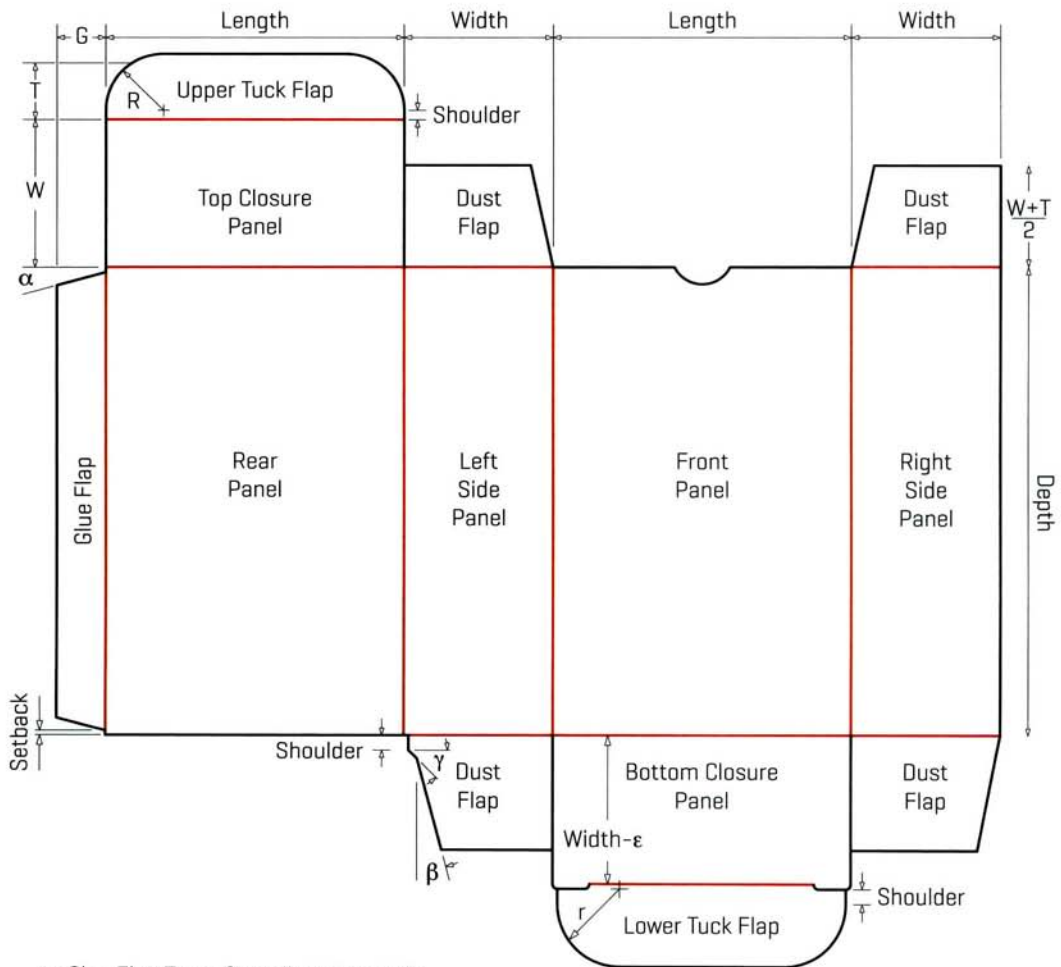 G
Length
Width
Length
Width
T
R
Upper Tuck Flap
Shoulder
W
Top Closure
Panel
Dust
Flap
Dust
Flap
W+T
2
α
Glue Flap
Rear
Panel
Left
Side
Panel
Front
Panel
Right
Side
Panel
Depth
Setback
Shoulder
γ
Dust
Flap
β
Bottom Closure
Panel
Width-ε
Dust
Flap
Shoulder
r
Lower Tuck Flap